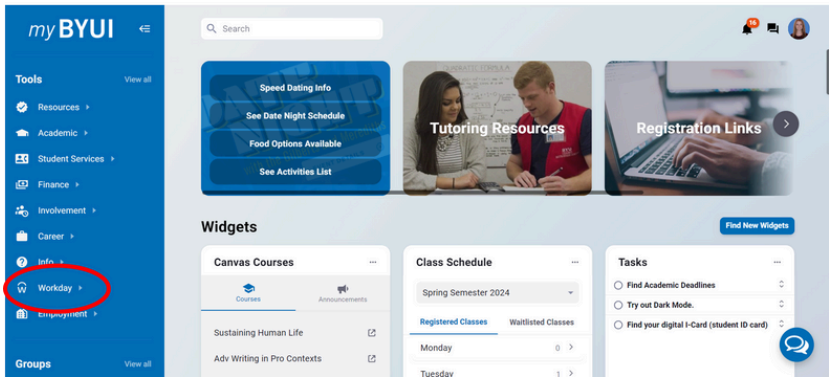 my BYUI
Search
16
Tools View all
Resources
Academic
Student Services
Finance
Involvement
Career
Info
Workday
Employment
Groups View all
Speed Dating Info
See Date Night Schedule
Food Options Available
See Activities List
Tutoring Resources
Registration Links
Widgets
Find New Widgets
Canvas Courses
Courses Announcements
Sustaining Human Life
Adv Writing in Pro Contexts
Class Schedule
Spring Semester 2024
Registered Classes Waitlisted Classes
Monday 0
Tuesday 1
Tasks
Find Academic Deadlines
Try out Dark Mode.
Find your digital I-Card (student ID card)